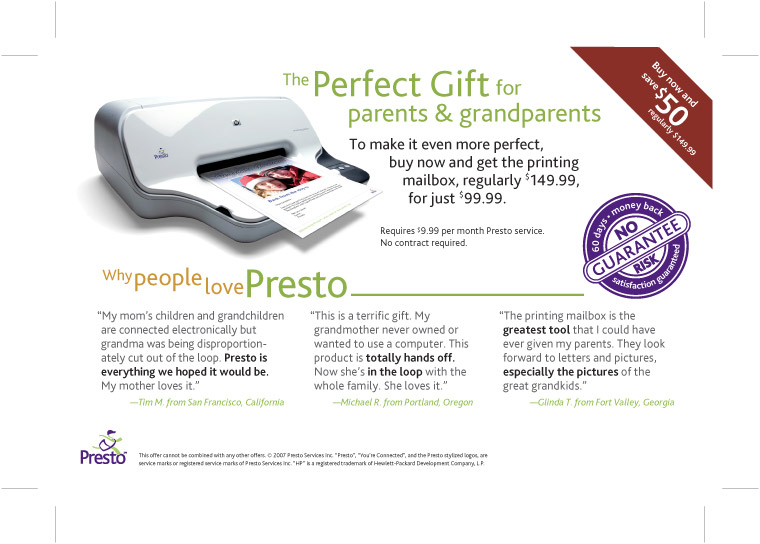 The Perfect Gift for
parents & grandparents
Buy now and
save $50
regularly $149.99
To make it even more perfect,
buy now and get the printing
mailbox, regularly $149.99,
for just $99.99.
Requires $9.99 per month Presto service.
No contract required.
60 days • money back
NO
GUARANTEE
RISK
satisfaction guaranteed
hp
Presto
Why people love Presto
“My mom’s children and grandchildren
are connected electronically but
grandma was being disproportion-
ately cut out of the loop. Presto is
everything we hoped it would be.
My mother loves it.”
—Tim M. from San Francisco, California
“This is a terrific gift. My
grandmother never owned or
wanted to use a computer. This
product is totally hands off.
Now she’s in the loop with the
whole family. She loves it.”
—Michael R. from Portland, Oregon
“The printing mailbox is the
greatest tool that I could have
ever given my parents. They look
forward to letters and pictures,
especially the pictures of the
great grandkids.”
—Glinda T. from Fort Valley, Georgia
Presto™
This offer cannot be combined with any other offers. © 2007 Presto Services Inc. "Presto", "You're Connected", and the Presto stylized logos, are
service marks or registered service marks of Presto Services Inc. "HP" is a registered trademark of Hewlett-Packard Development Company, L.P.